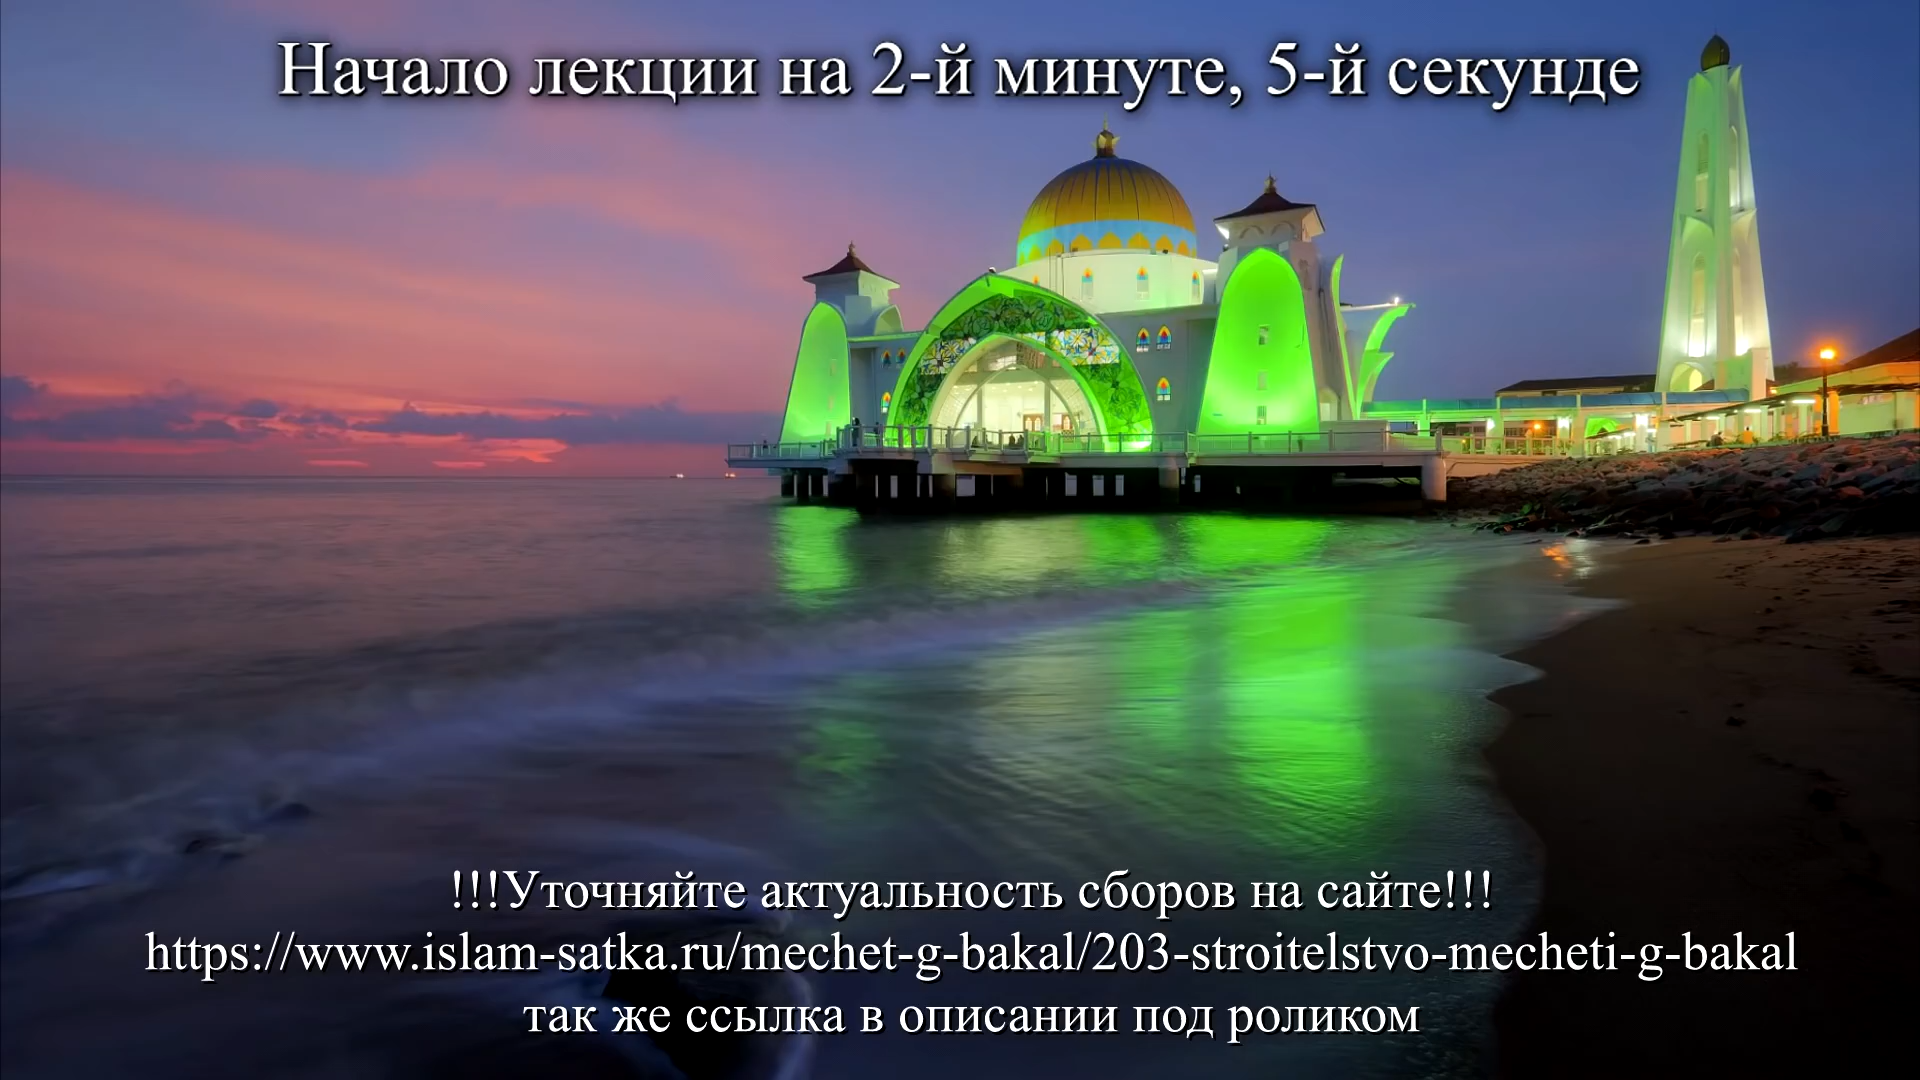 Начало лекции на 2-й минуте, 5-й секунде
!!!Уточняйте актуальность сборов на сайте!!!
https://www.islam-satka.ru/mechet-g-bakal/203-stroitelstvo-mecheti-g-bakal
так же ссылка в описании под роликом